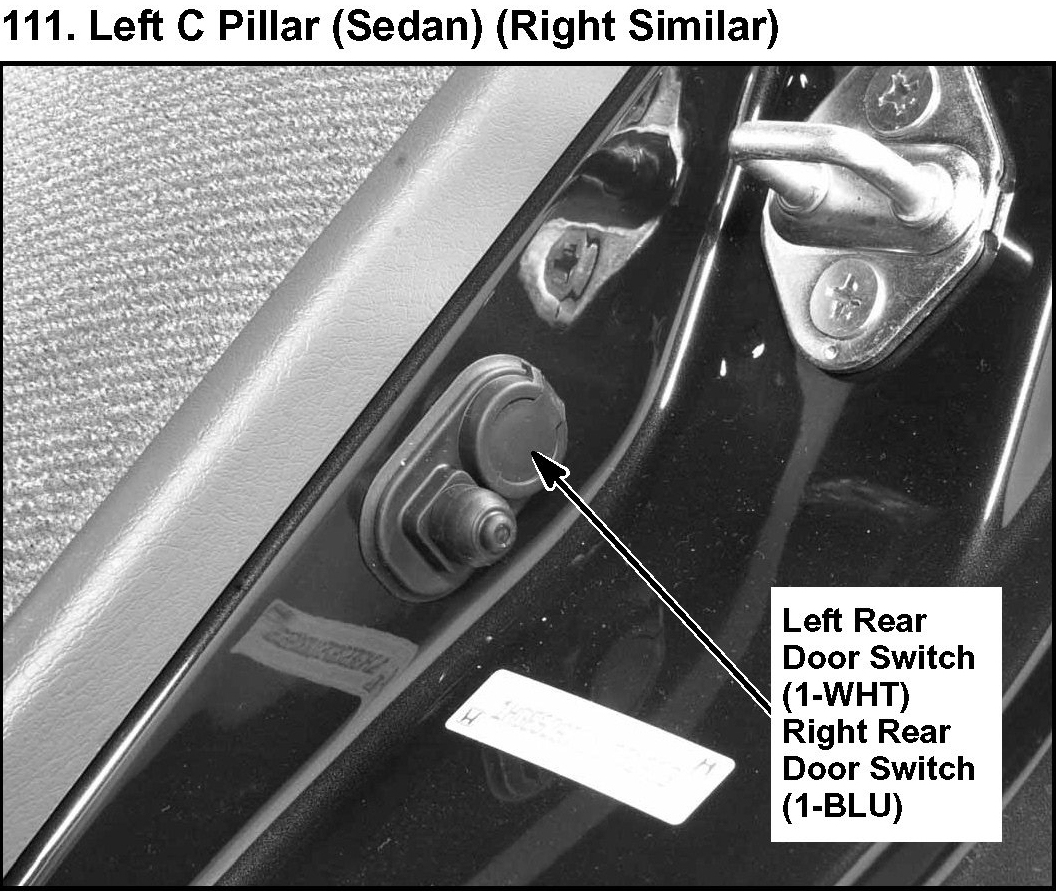 111. Left C Pillar (Sedan) (Right Similar)
Left Rear
Door Switch
(1-WHT)
Right Rear
Door Switch
(1-BLU)